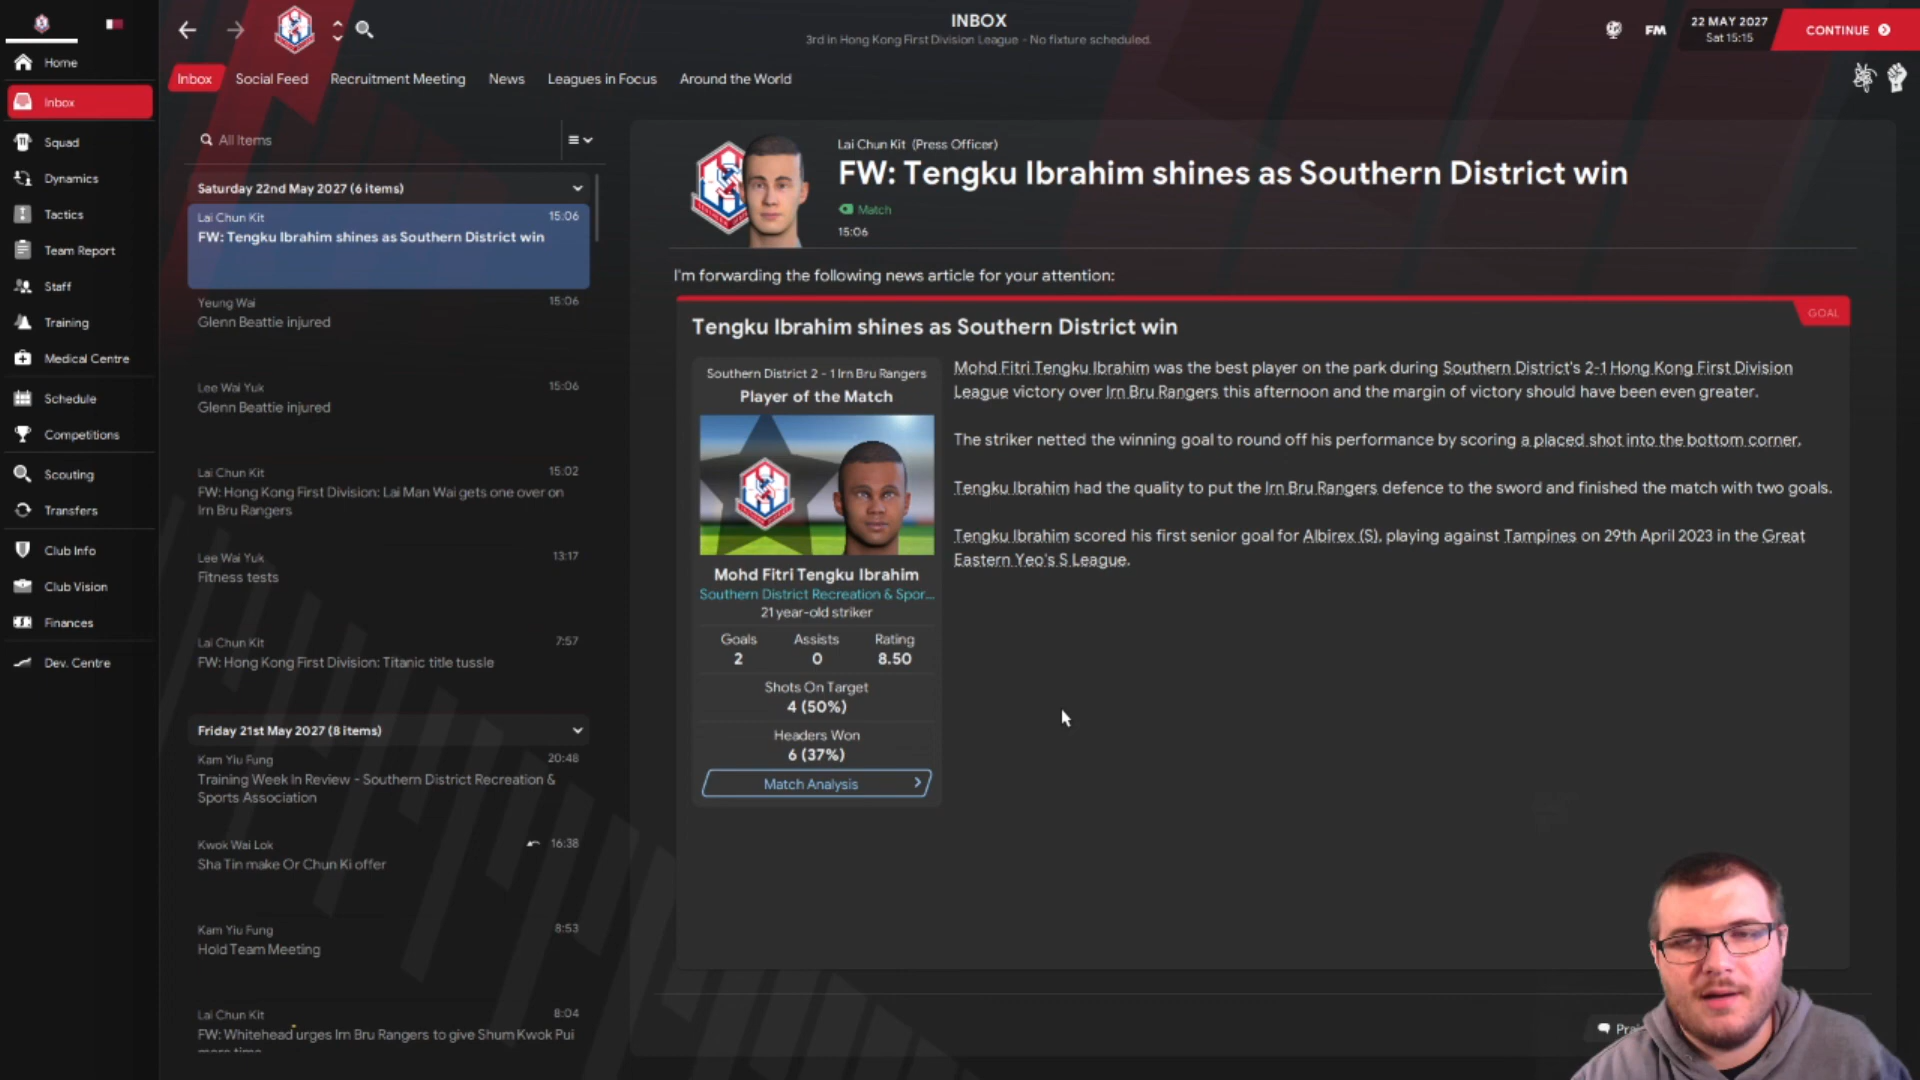 INBOX
3rd in Hong Kong First Division League - No fixture scheduled.
FM
22 MAY 2027
Sat 15:15
CONTINUE
Home
Inbox
Squad
Dynamics
Tactics
Team Report
Staff
Training
Medical Centre
Schedule
Competitions
Scouting
Transfers
Club Info
Club Vision
Finances
Dev. Centre
Inbox
Social Feed
Recruitment Meeting
News
Leagues in Focus
Around the World
All Items
Saturday 22nd May 2027 (6 items)
Lai Chun Kit 15:06
FW: Tengku Ibrahim shines as Southern District win
Yeung Wai 15:06
Glenn Beattie injured
Lee Wai Yuk 15:06
Glenn Beattie injured
Lai Chun Kit 15:02
FW: Hong Kong First Division: Lai Man Wai gets one over on
Irn Bru Rangers
Lee Wai Yuk 13:17
Fitness tests
Lai Chun Kit 7:57
FW: Hong Kong First Division: Titanic title tussle
Friday 21st May 2027 (8 items)
Kam Yiu Fung 20:48
Training Week In Review - Southern District Recreation &
Sports Association
Kwok Wai Lok 16:38
Sha Tin make Or Chun Ki offer
Kam Yiu Fung 8:53
Hold Team Meeting
Lai Chun Kit 8:04
FW: Whitehead urges Irn Bru Rangers to give Shum Kwok Pui
more time
Lai Chun Kit (Press Officer)
FW: Tengku Ibrahim shines as Southern District win
Match
15:06
I'm forwarding the following news article for your attention:
GOAL
Tengku Ibrahim shines as Southern District win
Southern District 2 - 1 Irn Bru Rangers
Player of the Match
Mohd Fitri Tengku Ibrahim
Southern District Recreation & Spor...
21 year-old striker
Goals Assists Rating
2 0 8.50
Shots On Target
4 (50%)
Headers Won
6 (37%)
Match Analysis
Mohd Fitri Tengku Ibrahim was the best player on the park during Southern District's 2-1 Hong Kong First Division
League victory over Irn Bru Rangers this afternoon and the margin of victory should have been even greater.
The striker netted the winning goal to round off his performance by scoring a placed shot into the bottom corner.
Tengku Ibrahim had the quality to put the Irn Bru Rangers defence to the sword and finished the match with two goals.
Tengku Ibrahim scored his first senior goal for Albirex (S), playing against Tampines on 29th April 2023 in the Great
Eastern Yeo's S League.